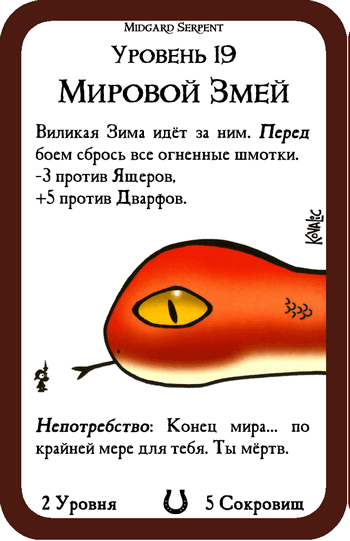 Midgard Serpent
Уровень 19
Мировой Змей
Виликая Зима идёт за ним. Перед
боем сбрось все огненные шмотки.
-3 против Ящеров,
+5 против Дварфов.
Kovalic
Непотребство: Конец мира... по
крайней мере для тебя. Ты мёртв.
2 Уровня 5 Сокровищ